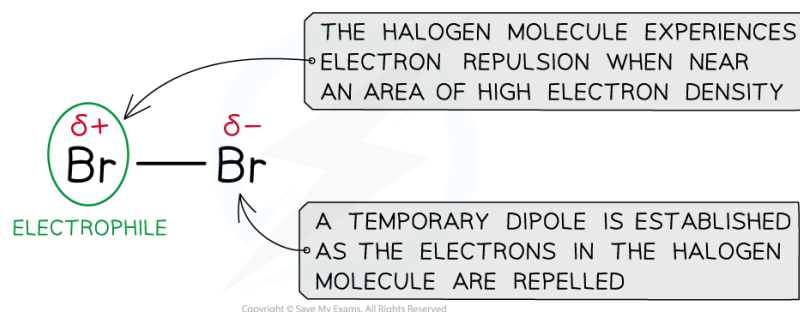 THE HALOGEN MOLECULE EXPERIENCES
ELECTRON REPULSION WHEN NEAR
AN AREA OF HIGH ELECTRON DENSITY
δ+ δ−
Br — Br
ELECTROPHILE
A TEMPORARY DIPOLE IS ESTABLISHED
AS THE ELECTRONS IN THE HALOGEN
MOLECULE ARE REPELLED
Copyright © Save My Exams. All Rights Reserved